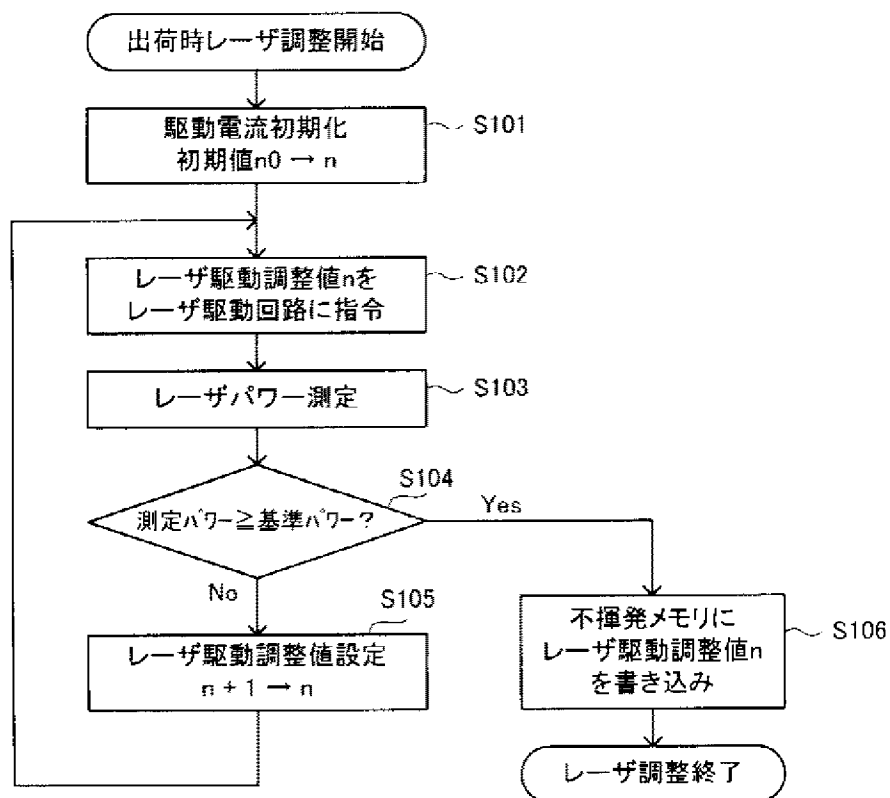 出荷時レーザ調整開始
駆動電流初期化
初期値n0 → n
S101
レーザ駆動調整値nを
レーザ駆動回路に指令
S102
レーザパワー測定
S103
S104
測定パワー≧基準パワー?
Yes
No
S105
レーザ駆動調整値設定
n + 1 → n
不揮発メモリに
レーザ駆動調整値n
を書き込み
S106
レーザ調整終了